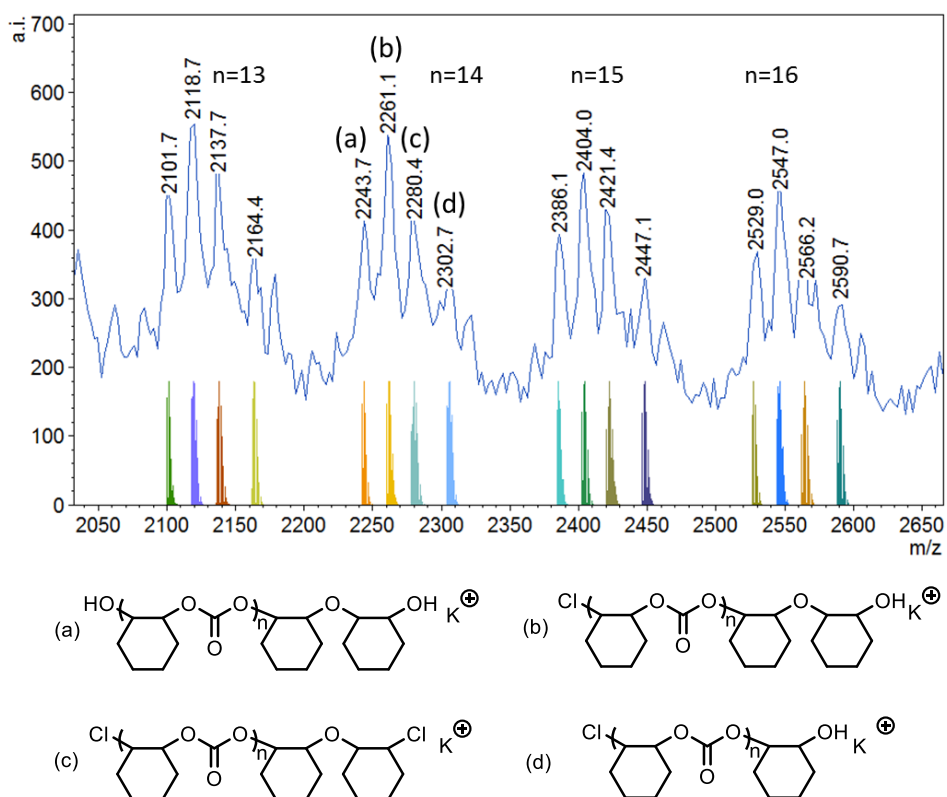 a.i.
700
600
500
400
300
200
100
0
n=13
(b)
n=14
n=15
n=16
(a)
(c)
(d)
2101.7
2118.7
2137.7
2164.4
2243.7
2261.1
2280.4
2302.7
2386.1
2404.0
2421.4
2447.1
2529.0
2547.0
2566.2
2590.7
2050 2100 2150 2200 2250 2300 2350 2400 2450 2500 2550 2600 2650
m/z
(a) HO ( O O O )n O OH K ⊕
(b) Cl ( O O O )n O OH K ⊕
(c) Cl ( O O O )n O Cl K ⊕
(d) Cl ( O O O )n OH K ⊕